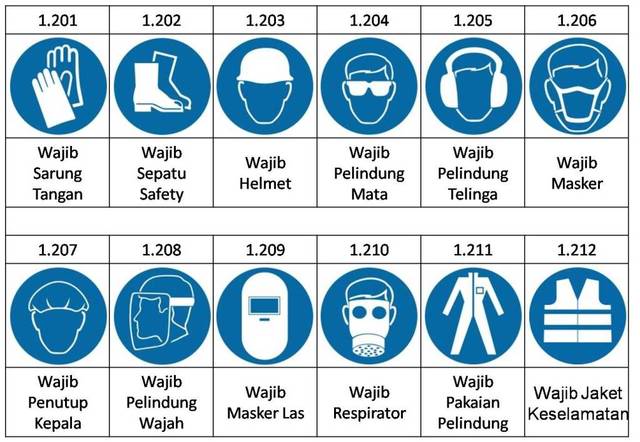 1.201 1.202 1.203 1.204 1.205 1.206
Wajib
Sarung
Tangan
Wajib
Sepatu
Safety
Wajib
Helmet
Wajib
Pelindung
Mata
Wajib
Pelindung
Telinga
Wajib
Masker
1.207 1.208 1.209 1.210 1.211 1.212
Wajib
Penutup
Kepala
Wajib
Pelindung
Wajah
Wajib
Masker Las
Wajib
Respirator
Wajib
Pakaian
Pelindung
Wajib Jaket
Keselamatan